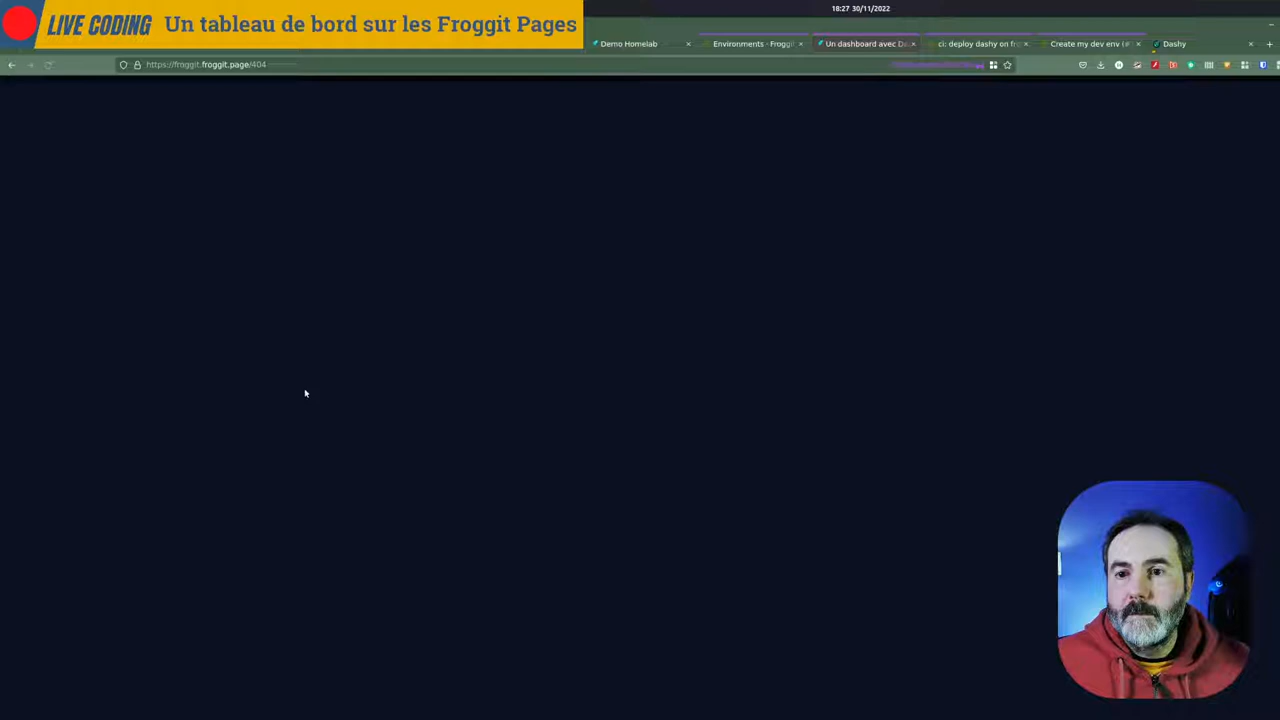 18:27 30/11/2022
LIVE CODING Un tableau de bord sur les Froggit Pages
Demo Homelab
Environments · Froggit
Un dashboard avec Da
ci: deploy dashy on fro
Create my dev env (#
Dashy
https://froggit.froggit.page/404